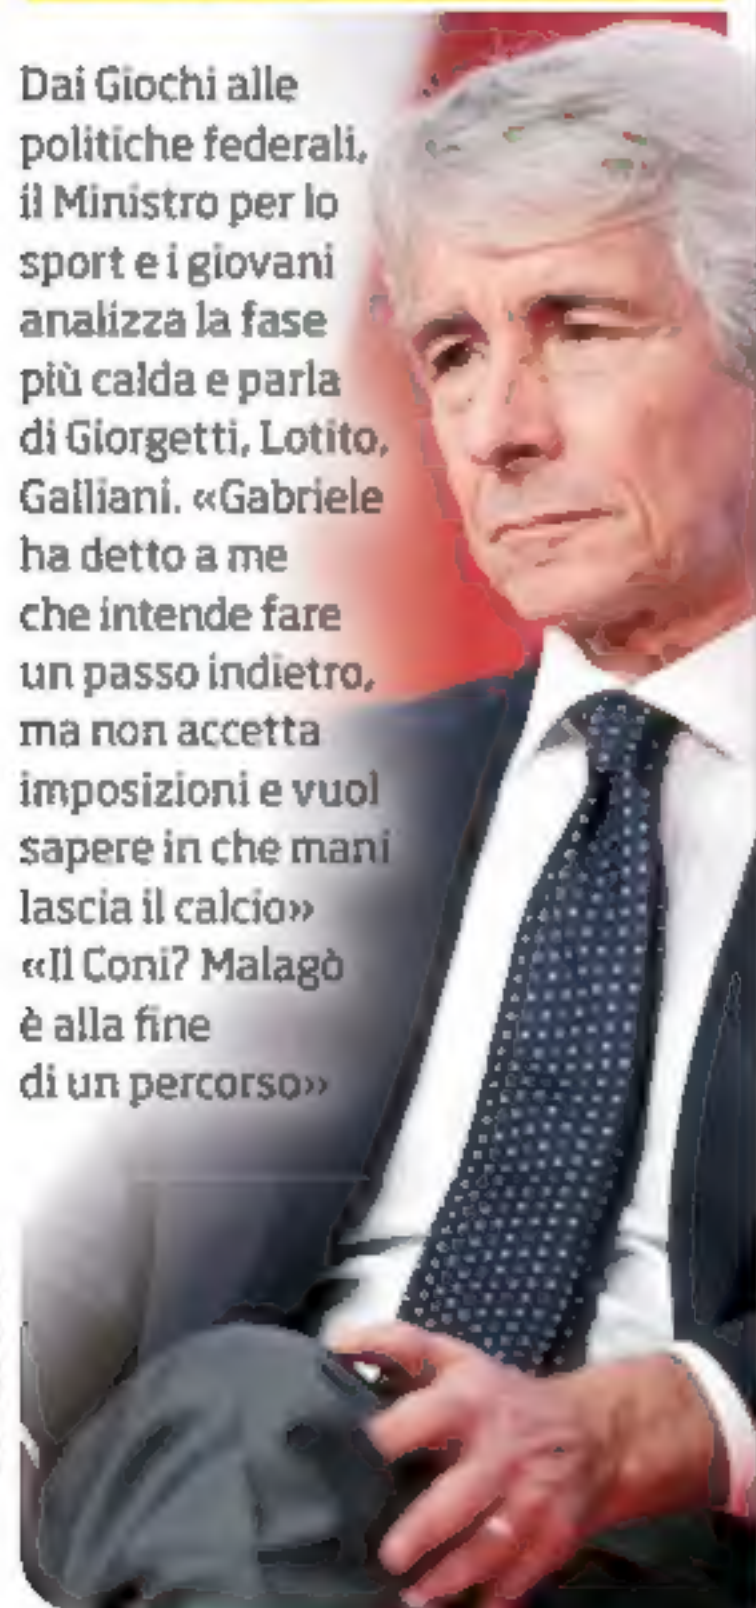 Dai Giochi alle
politiche federali,
il Ministro per lo
sport e i giovani
analizza la fase
più calda e parla
di Giorgetti, Lotito,
Galliani. «Gabriele
ha detto a me
che intende fare
un passo indietro,
ma non accetta
imposizioni e vuol
sapere in che mani
lascia il calcio»
«Il Coni? Malagò
è alla fine
di un percorso»